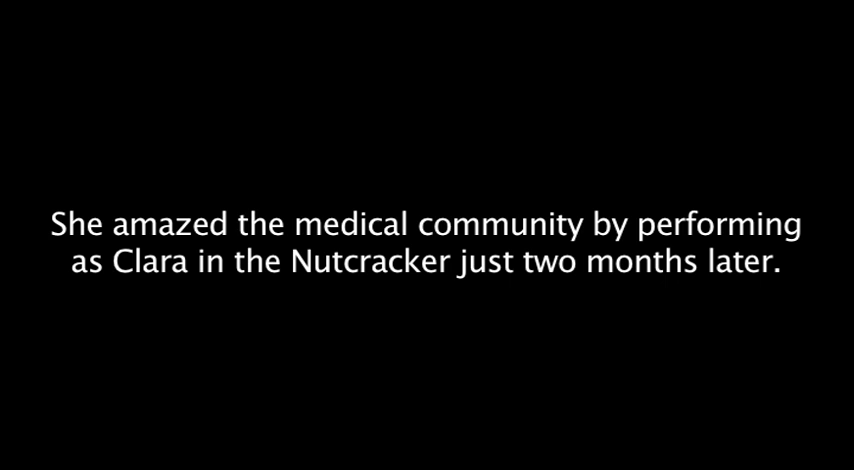 She amazed the medical community by performing
as Clara in the Nutcracker just two months later.